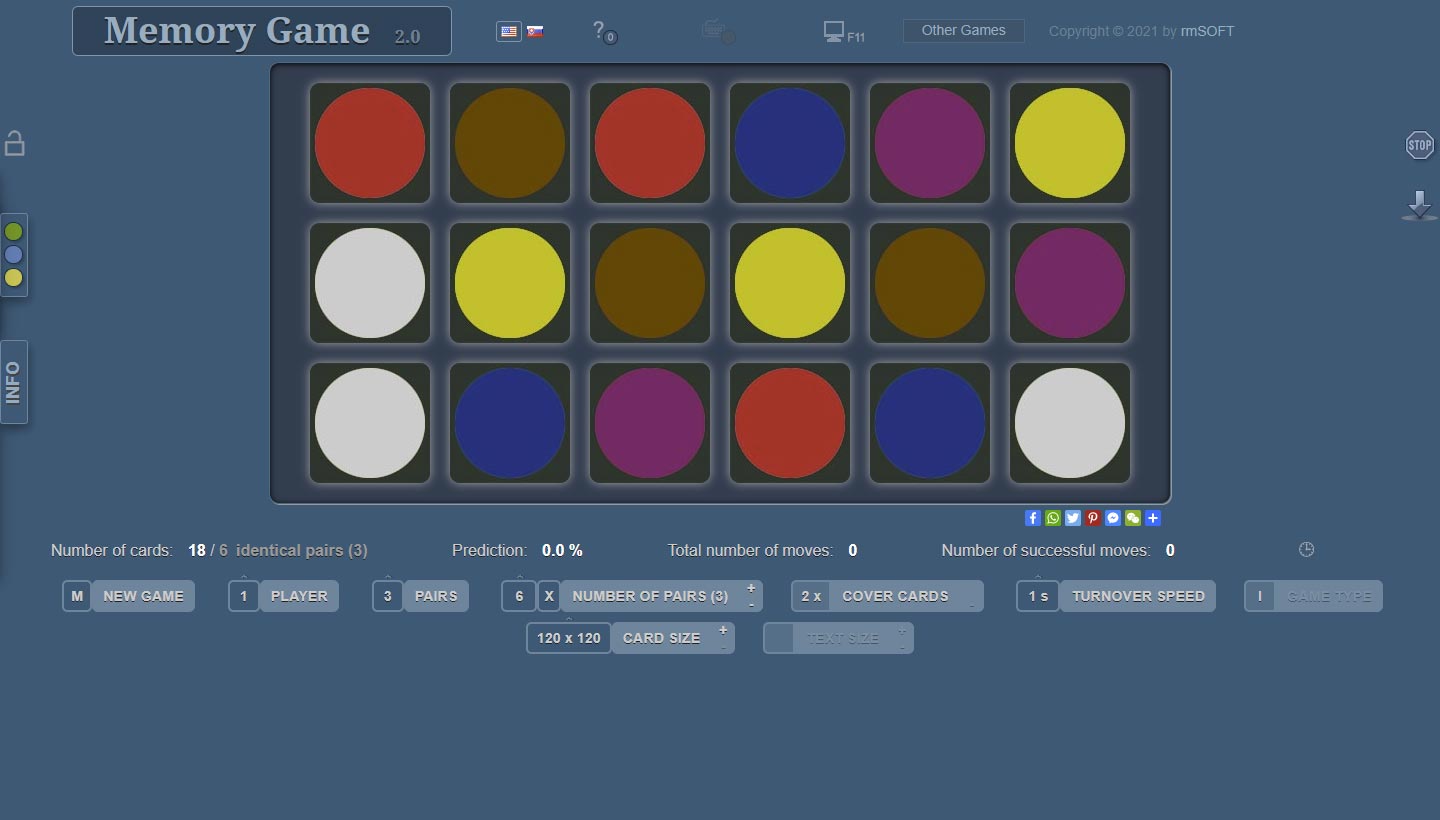 Memory Game 2.0
? 0
F11
Other Games
Copyright © 2021 by rmSOFT
STOP
INFO
Number of cards: 18 / 6 identical pairs (3)
Prediction: 0.0 %
Total number of moves: 0
Number of successful moves: 0
M NEW GAME
1 PLAYER
3 PAIRS
6 X NUMBER OF PAIRS (3) + -
2 x COVER CARDS -
1 s TURNOVER SPEED
I GAME TYPE
120 x 120 CARD SIZE + -
TEXT SIZE + -